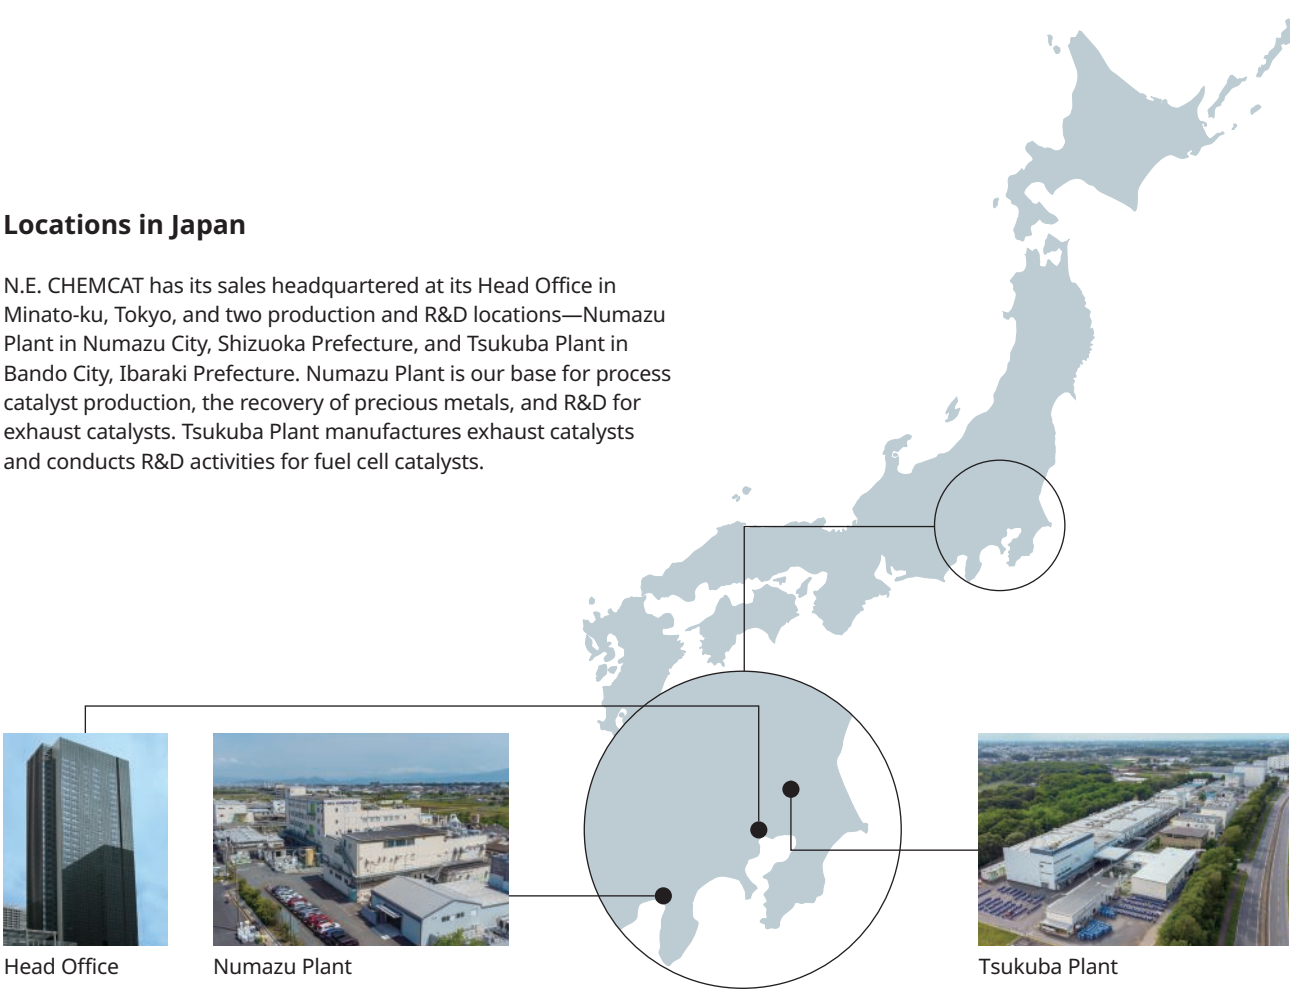 Locations in Japan
N.E. CHEMCAT has its sales headquartered at its Head Office in
Minato-ku, Tokyo, and two production and R&D locations—Numazu
Plant in Numazu City, Shizuoka Prefecture, and Tsukuba Plant in
Bando City, Ibaraki Prefecture. Numazu Plant is our base for process
catalyst production, the recovery of precious metals, and R&D for
exhaust catalysts. Tsukuba Plant manufactures exhaust catalysts
and conducts R&D activities for fuel cell catalysts.
Head Office
Numazu Plant
Tsukuba Plant